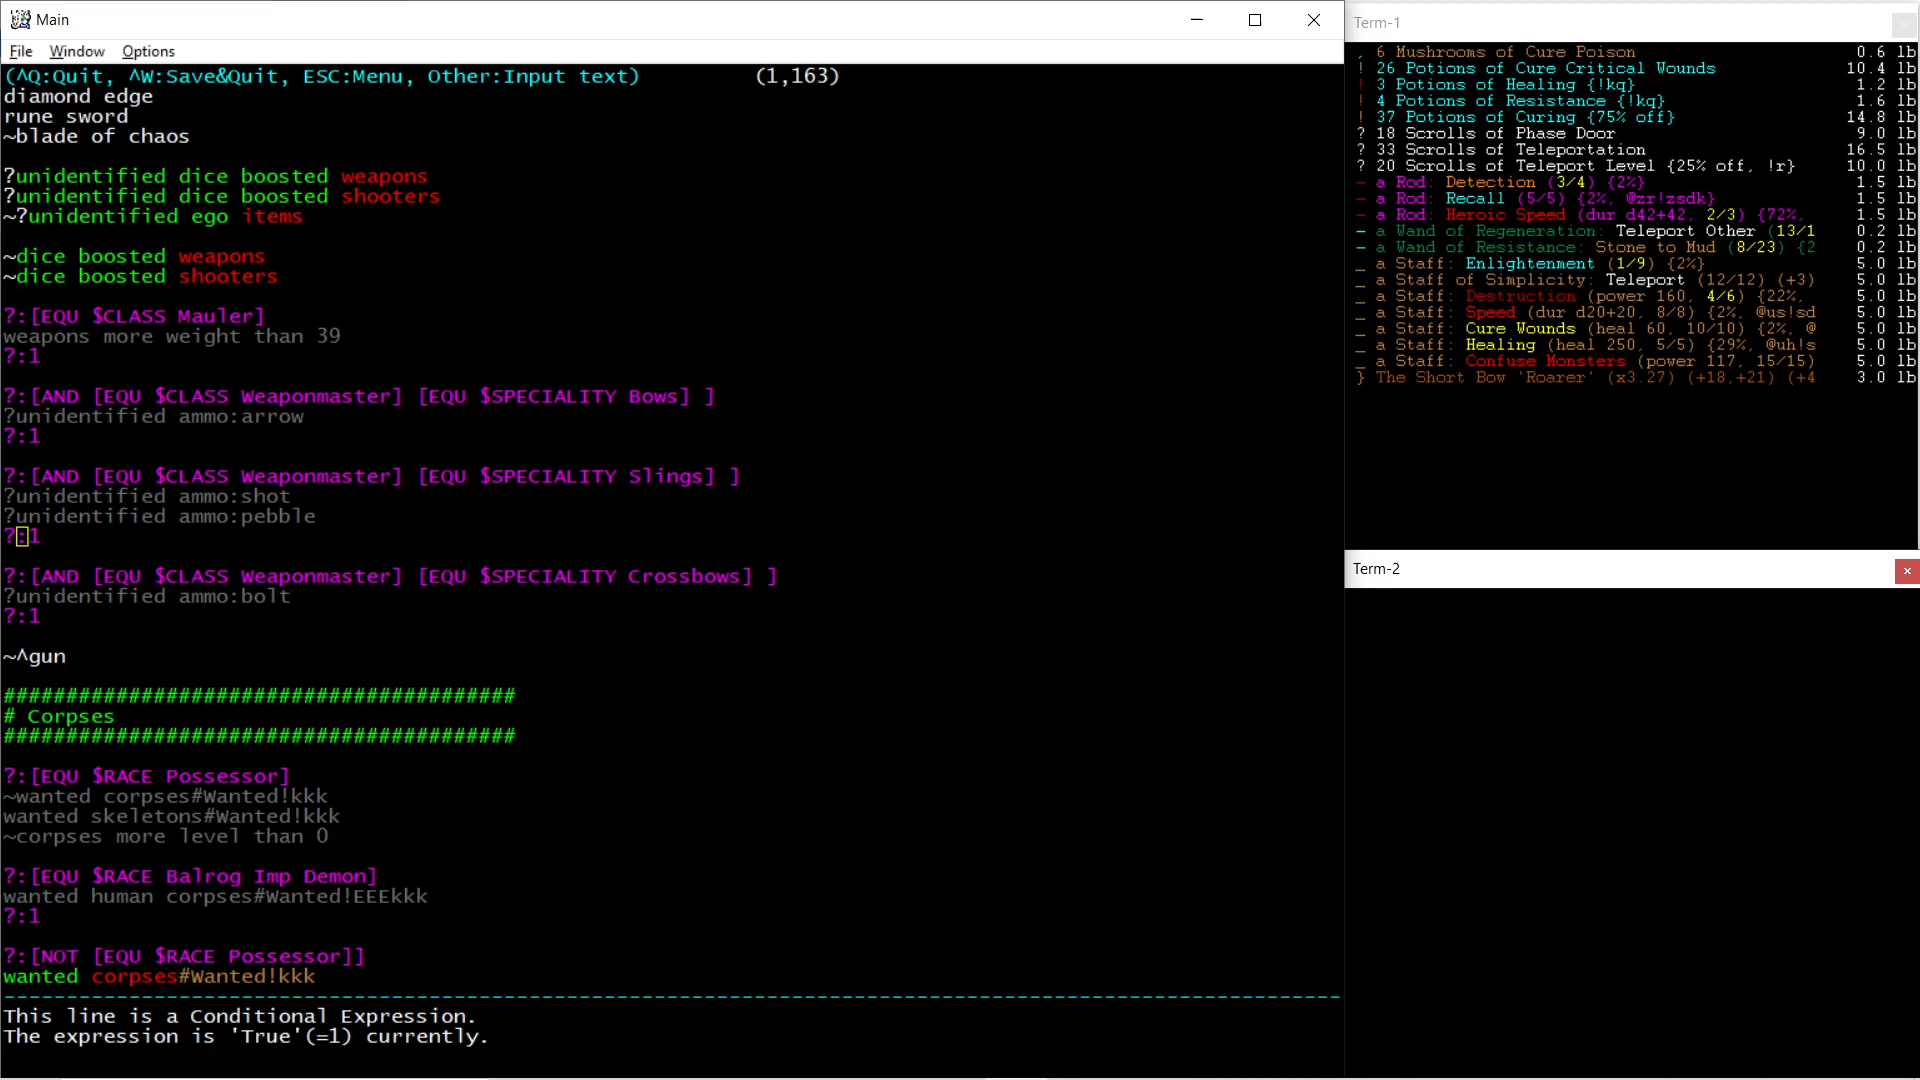 Main
File Window Options
(^Q:Quit, ^W:Save&Quit, ESC:Menu, Other:Input text) (1,163)
diamond edge
rune sword
~blade of chaos
?unidentified dice boosted weapons
?unidentified dice boosted shooters
~?unidentified ego items
~dice boosted weapons
~dice boosted shooters
?:[EQU $CLASS Mauler]
weapons more weight than 39
?:1
?:[AND [EQU $CLASS Weaponmaster] [EQU $SPECIALITY Bows] ]
?unidentified ammo:arrow
?:1
?:[AND [EQU $CLASS Weaponmaster] [EQU $SPECIALITY Slings] ]
?unidentified ammo:shot
?unidentified ammo:pebble
?:1
?:[AND [EQU $CLASS Weaponmaster] [EQU $SPECIALITY Crossbows] ]
?unidentified ammo:bolt
?:1
~^gun
#########################################
# Corpses
#########################################
?:[EQU $RACE Possessor]
~wanted corpses#Wanted!kkk
wanted skeletons#Wanted!kkk
~corpses more level than 0
?:[EQU $RACE Balrog Imp Demon]
wanted human corpses#Wanted!EEEkkk
?:1
?:[NOT [EQU $RACE Possessor]]
wanted corpses#Wanted!kkk
This line is a Conditional Expression.
The expression is 'True'(=1) currently.
Term-1
, 6 Mushrooms of Cure Poison 0.6 lb
! 26 Potions of Cure Critical Wounds 10.4 lb
! 3 Potions of Healing {!kq} 1.2 lb
! 4 Potions of Resistance {!kq} 1.6 lb
! 37 Potions of Curing {75% off} 14.8 lb
? 18 Scrolls of Phase Door 9.0 lb
? 33 Scrolls of Teleportation 16.5 lb
? 20 Scrolls of Teleport Level {25% off, !r} 10.0 lb
- a Rod: Detection (3/4) {2%} 1.5 lb
- a Rod: Recall (5/5) {2%, @zr!zsdk} 1.5 lb
- a Rod: Heroic Speed (dur d42+42, 2/3) {72%, 1.5 lb
- a Wand of Regeneration: Teleport Other (13/1 0.2 lb
- a Wand of Resistance: Stone to Mud (8/23) {2 0.2 lb
_ a Staff: Enlightenment (1/9) {2%} 5.0 lb
_ a Staff of Simplicity: Teleport (12/12) (+3) 5.0 lb
_ a Staff: Destruction (power 160, 4/6) {22%, 5.0 lb
_ a Staff: Speed (dur d20+20, 8/8) {2%, @us!sd 5.0 lb
_ a Staff: Cure Wounds (heal 60, 10/10) {2%, @ 5.0 lb
_ a Staff: Healing (heal 250, 5/5) {29%, @uh!s 5.0 lb
_ a Staff: Confuse Monsters (power 117, 15/15) 5.0 lb
} The Short Bow 'Roarer' (x3.27) (+18,+21) (+4 3.0 lb
Term-2